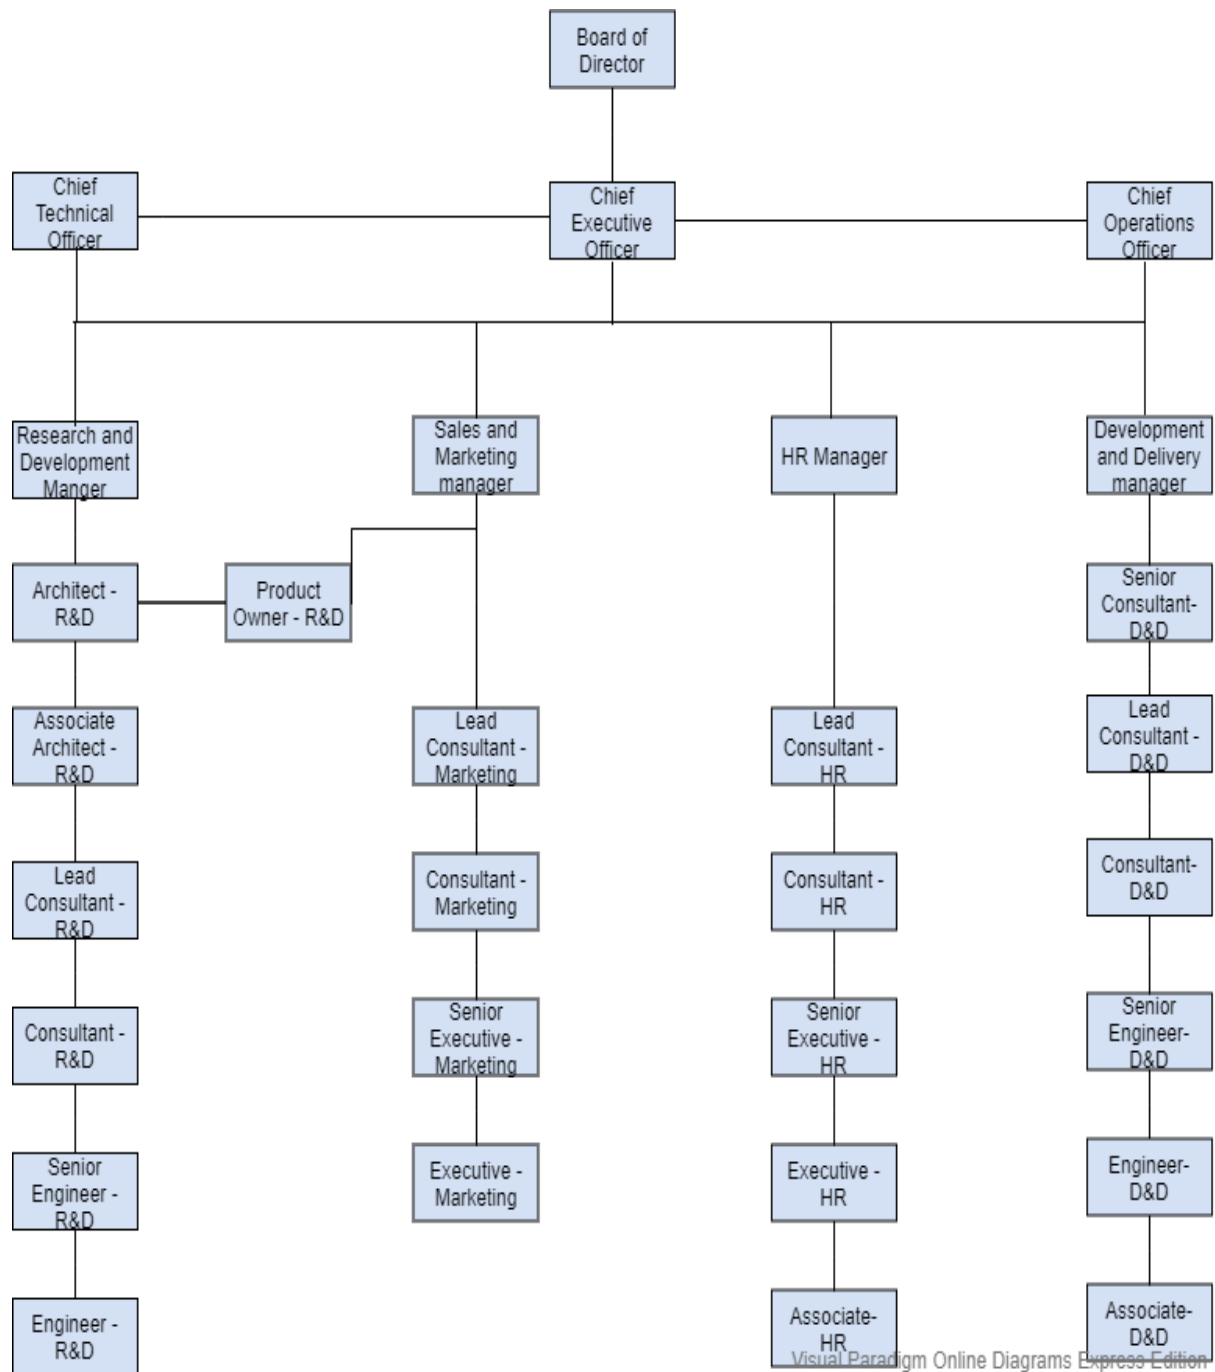 Board of
Director
Chief
Technical
Officer
Chief
Executive
Officer
Chief
Operations
Officer
Research and
Development
Manger
Sales and
Marketing
manager
HR Manager
Development
and Delivery
manager
Architect -
R&D
Product
Owner - R&D
Senior
Consultant-
D&D
Associate
Architect -
R&D
Lead
Consultant -
Marketing
Lead
Consultant -
HR
Lead
Consultant -
D&D
Lead
Consultant -
R&D
Consultant -
Marketing
Consultant -
HR
Consultant-
D&D
Consultant -
R&D
Senior
Executive -
Marketing
Senior
Executive -
HR
Senior
Engineer-
D&D
Senior
Engineer -
R&D
Executive -
Marketing
Executive -
HR
Engineer-
D&D
Engineer -
R&D
Associate-
HR
Associate-
D&D
Visual Paradigm Online Diagrams Express Edition